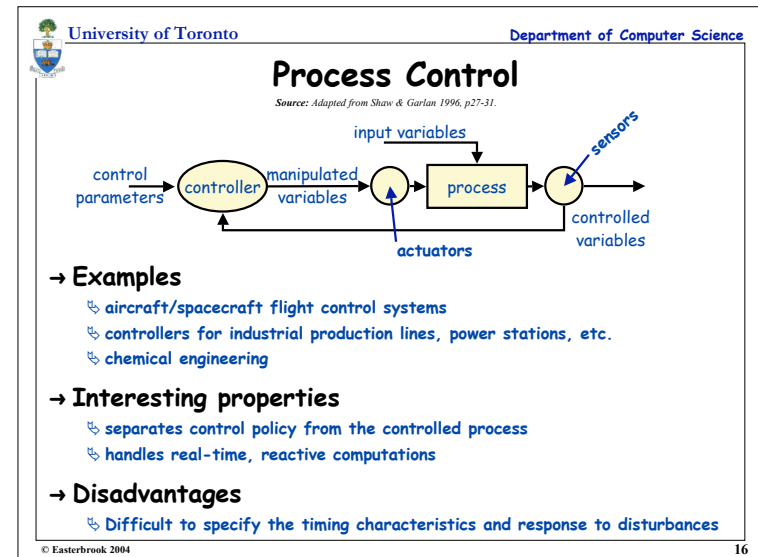 University of Toronto
Department of Computer Science
Process Control
Source: Adapted from Shaw & Garlan 1996, p27-31.
input variables
sensors
control
parameters
controller
manipulated
variables
process
controlled
variables
actuators
→ Examples
↳ aircraft/spacecraft flight control systems
↳ controllers for industrial production lines, power stations, etc.
↳ chemical engineering
→ Interesting properties
↳ separates control policy from the controlled process
↳ handles real-time, reactive computations
→ Disadvantages
↳ Difficult to specify the timing characteristics and response to disturbances
© Easterbrook 2004
16